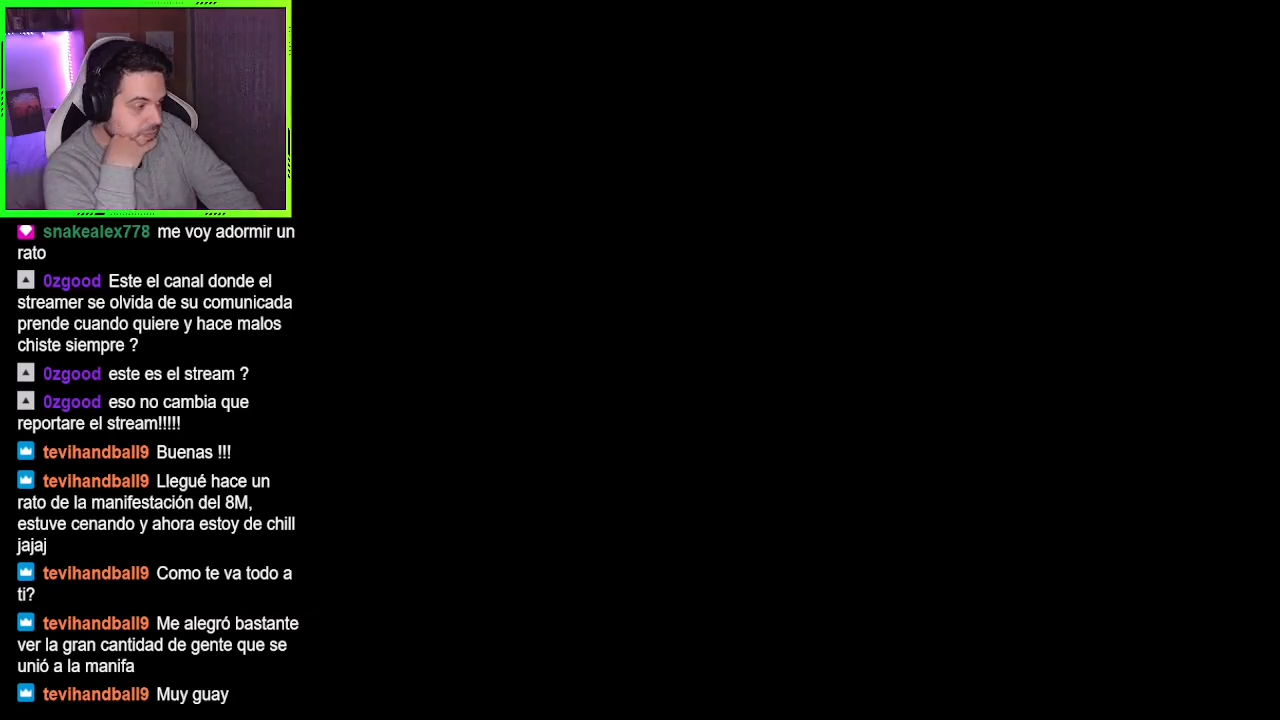 snakealex778 me voy adormir un
rato
0zgood Este el canal donde el
streamer se olvida de su comunicada
prende cuando quiere y hace malos
chiste siempre ?
0zgood este es el stream ?
0zgood eso no cambia que
reportare el stream!!!!!
tevihandball9 Buenas !!!
tevihandball9 Llegué hace un
rato de la manifestación del 8M,
estuve cenando y ahora estoy de chill
jajaj
tevihandball9 Como te va todo a
ti?
tevihandball9 Me alegró bastante
ver la gran cantidad de gente que se
unió a la manifa
tevihandball9 Muy guay